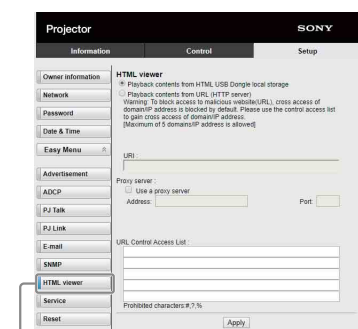 Projector
SONY
Information
Control
Setup
Owner information
Network
Password
Date & Time
Easy Menu
Advertisement
ADCP
PJ Talk
PJ Link
E-mail
SNMP
HTML viewer
Service
Reset
HTML viewer
Playback contents from HTML USB Dongle local storage
Playback contents from URL (HTTP server)
Warning: To block access to malicious website(URL), cross access of
domain/IP address is blocked by default. Please use the control access list
to gain cross access of domain/IP address.
[Maximum of 5 domains/IP address is allowed]
URI :
Proxy server :
Use a proxy server
Address:
Port:
URL Control Access List :
Prohibited characters:#,?,%
Apply